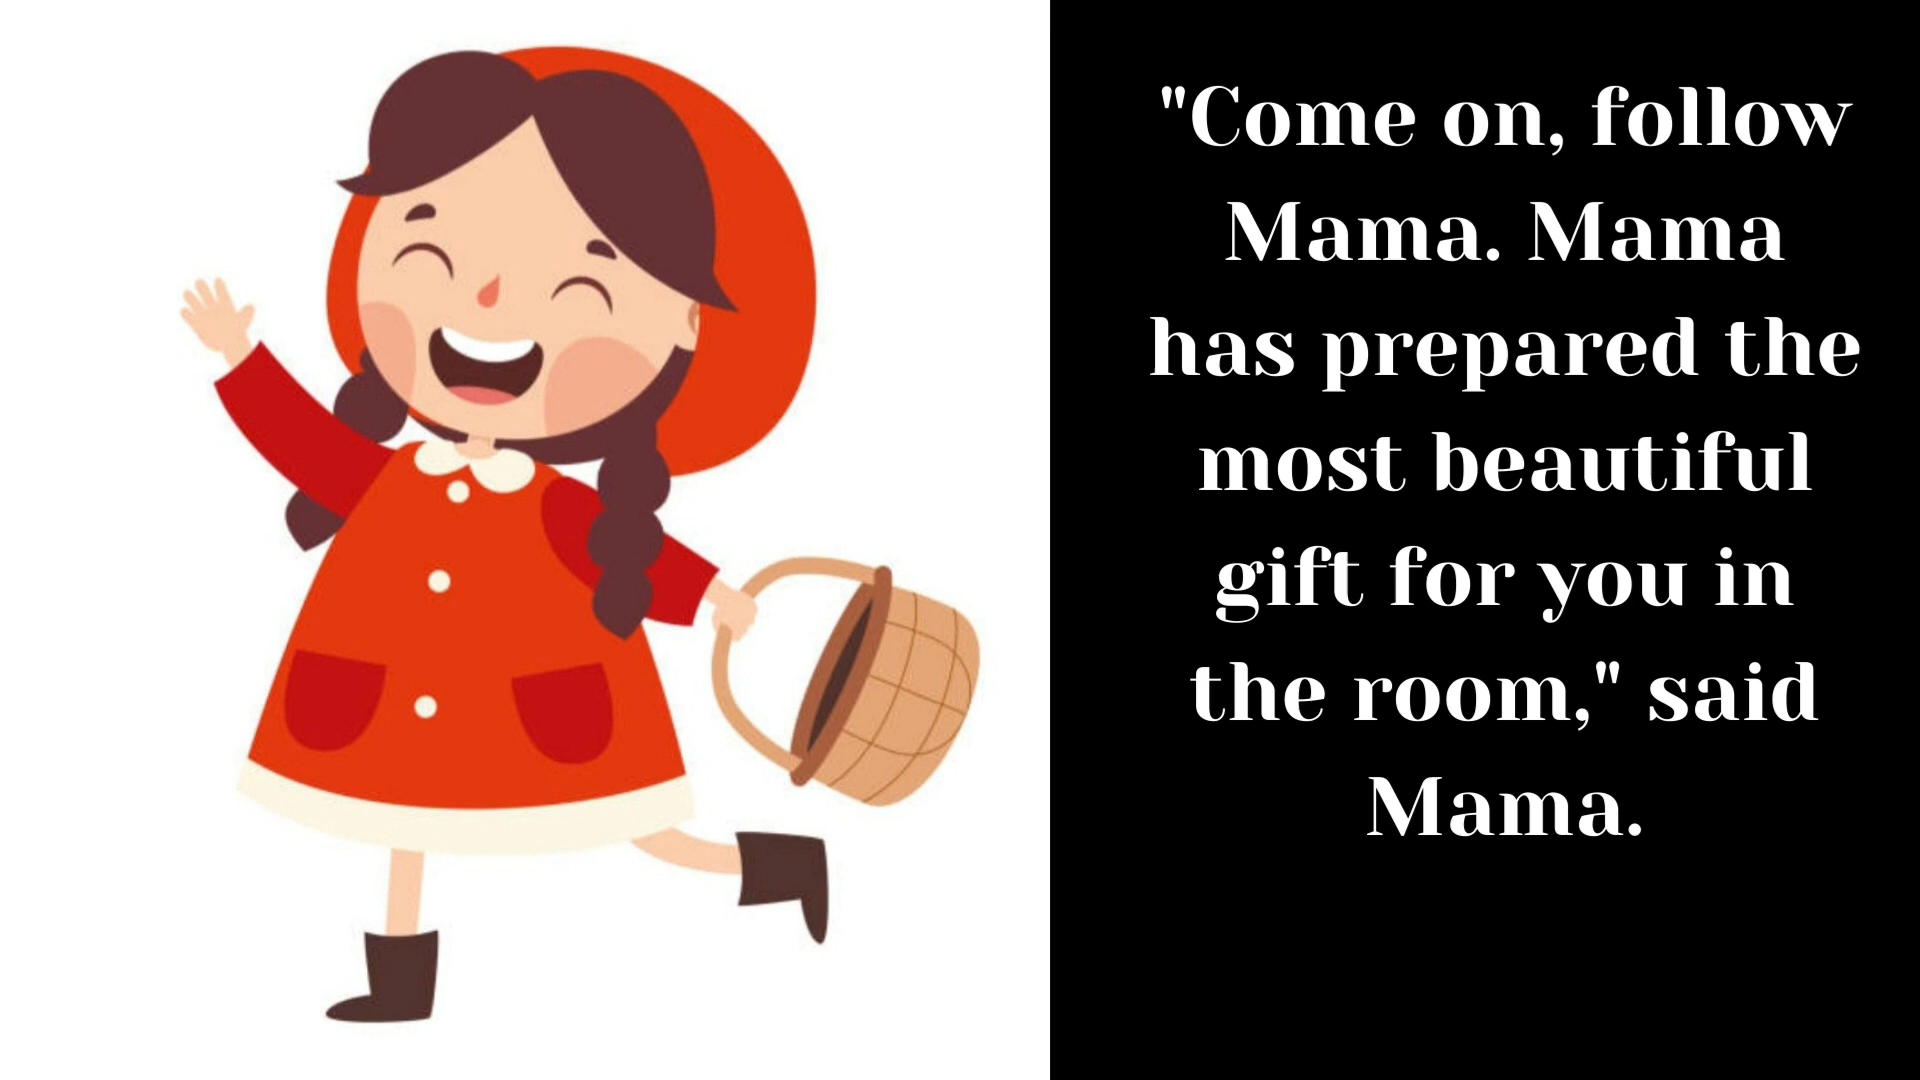 "Come on, follow
Mama. Mama
has prepared the
most beautiful
gift for you in
the room," said
Mama.